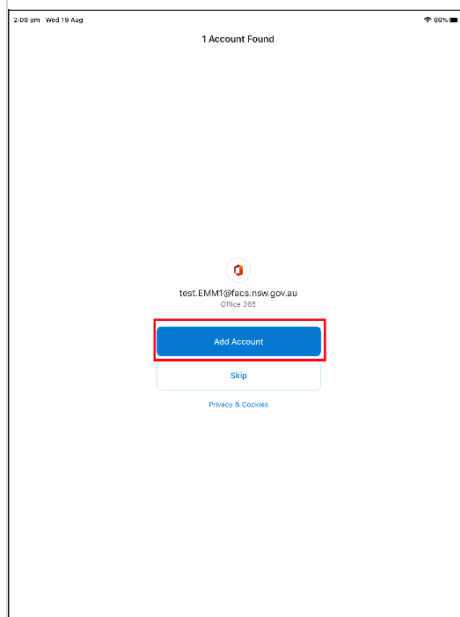 2:09 pm Wed 19 Aug
66%
1 Account Found
test.EMM1@facs.nsw.gov.au
Office 365
Add Account
Skip
Privacy & Cookies